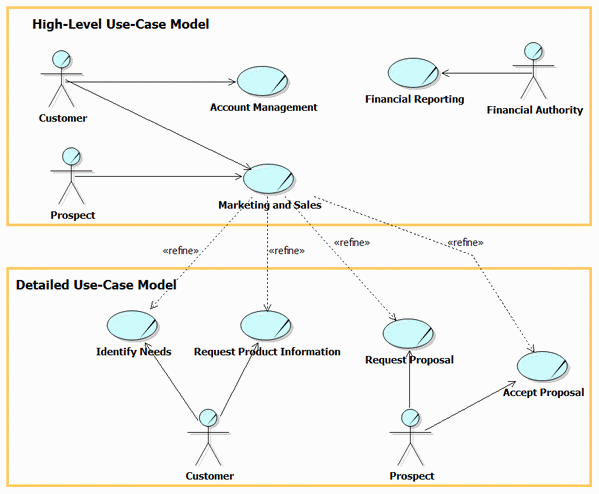 High-Level Use-Case Model
Customer
Account Management
Financial Reporting
Financial Authority
Prospect
Marketing and Sales
«refine»
«refine»
«refine»
«refine»
Detailed Use-Case Model
Identify Needs
Request Product Information
Request Proposal
Accept Proposal
Customer
Prospect